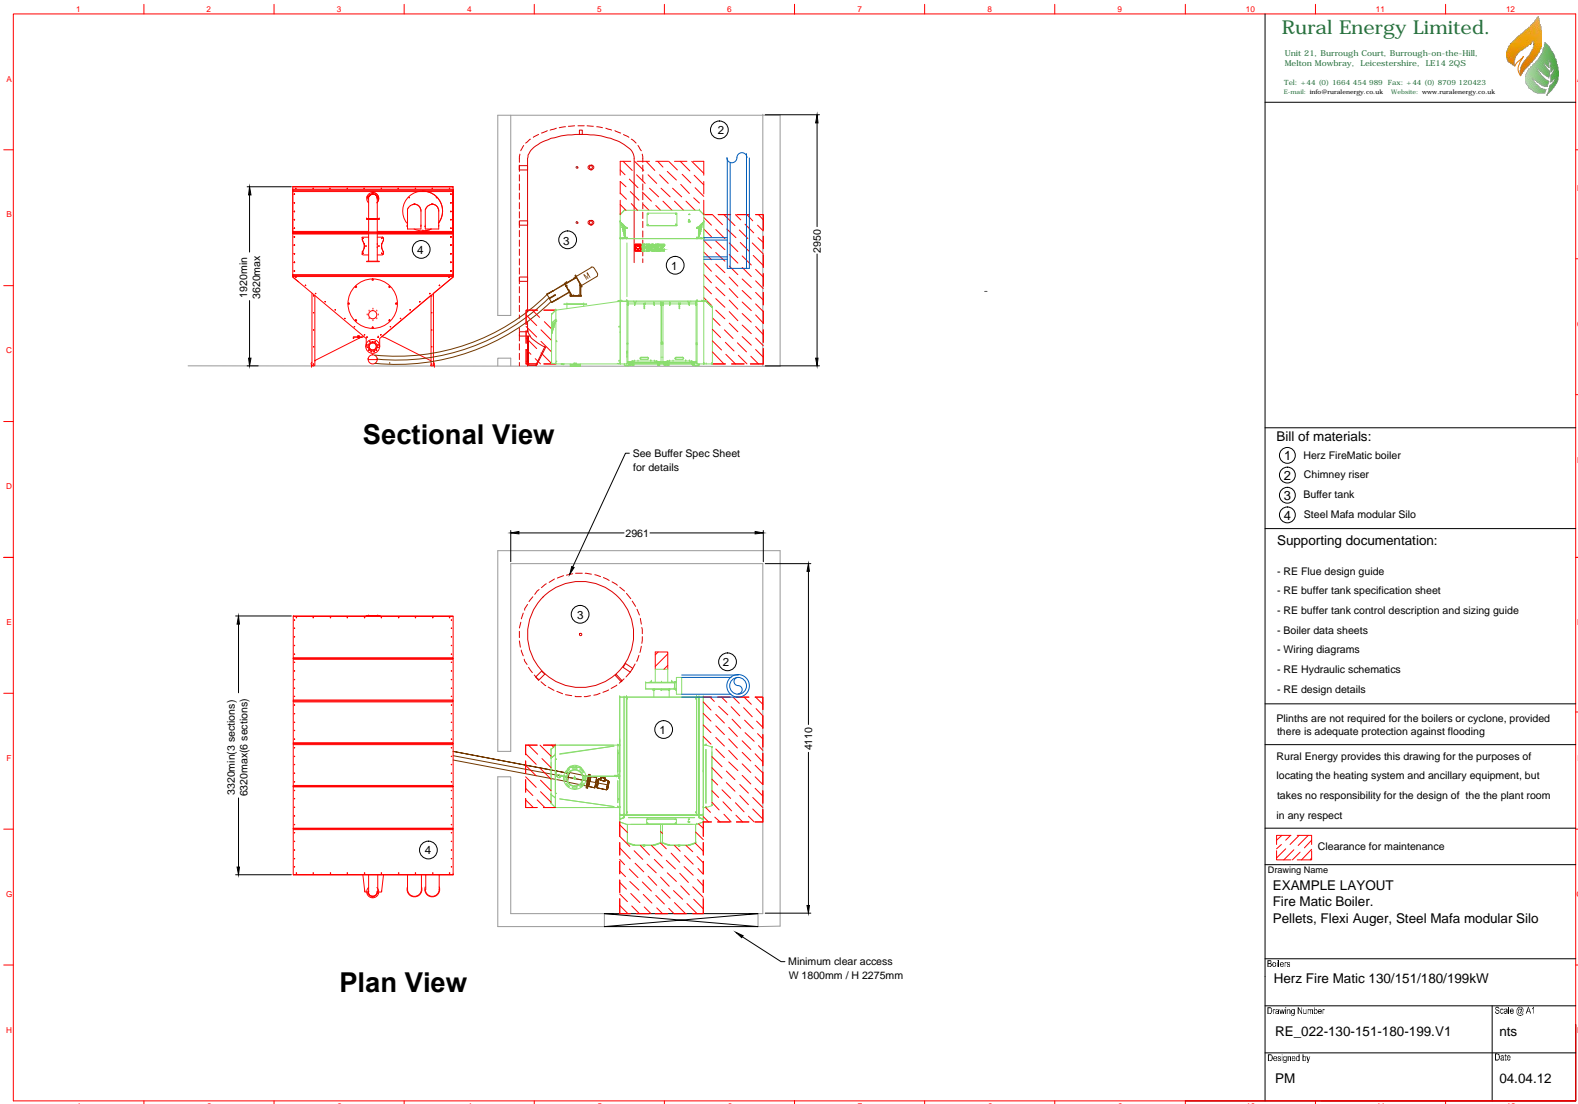 1 2 3 4 5 6 7 8 9 10 11 12
A
B
C
D
E
F
G
H
Rural Energy Limited.
Unit 21, Burrough Court, Burrough-on-the-Hill,
Melton Mowbray, Leicestershire, LE14 2QS
Tel: +44 (0) 1664 454 989 Fax: +44 (0) 8709 120423
E-mail: info@ruralenergy.co.uk Website: www.ruralenergy.co.uk
2
3
1
4
M
1920min
3620max
2950
-
Sectional View
See Buffer Spec Sheet
for details
2961
3
2
1
4
4110
3320min(3 sections)
6320max(6 sections)
Minimum clear access
W 1800mm / H 2275mm
Plan View
Bill of materials:
1 Herz FireMatic boiler
2 Chimney riser
3 Buffer tank
4 Steel Mafa modular Silo
Supporting documentation:
- RE Flue design guide
- RE buffer tank specification sheet
- RE buffer tank control description and sizing guide
- Boiler data sheets
- Wiring diagrams
- RE Hydraulic schematics
- RE design details
Plinths are not required for the boilers or cyclone, provided
there is adequate protection against flooding
Rural Energy provides this drawing for the purposes of
locating the heating system and ancillary equipment, but
takes no responsibility for the design of the the plant room
in any respect
Clearance for maintenance
Drawing Name
EXAMPLE LAYOUT
Fire Matic Boiler.
Pellets, Flexi Auger, Steel Mafa modular Silo
Boilers
Herz Fire Matic 130/151/180/199kW
Drawing Number
RE_022-130-151-180-199.V1
Scale @ A1
nts
Designed by
PM
Date
04.04.12